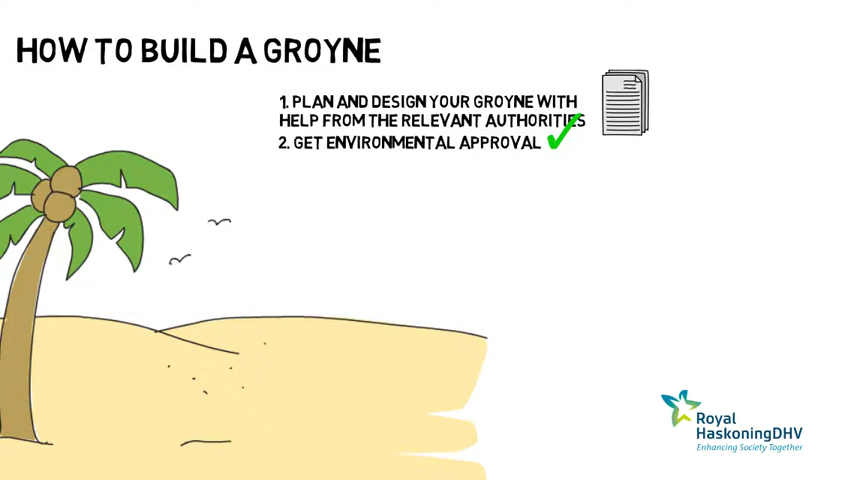 HOW TO BUILD A GROYNE
1. PLAN AND DESIGN YOUR GROYNE WITH
HELP FROM THE RELEVANT AUTHORITIES
2. GET ENVIRONMENTAL APPROVAL
Royal
HaskoningDHV
Enhancing Society Together